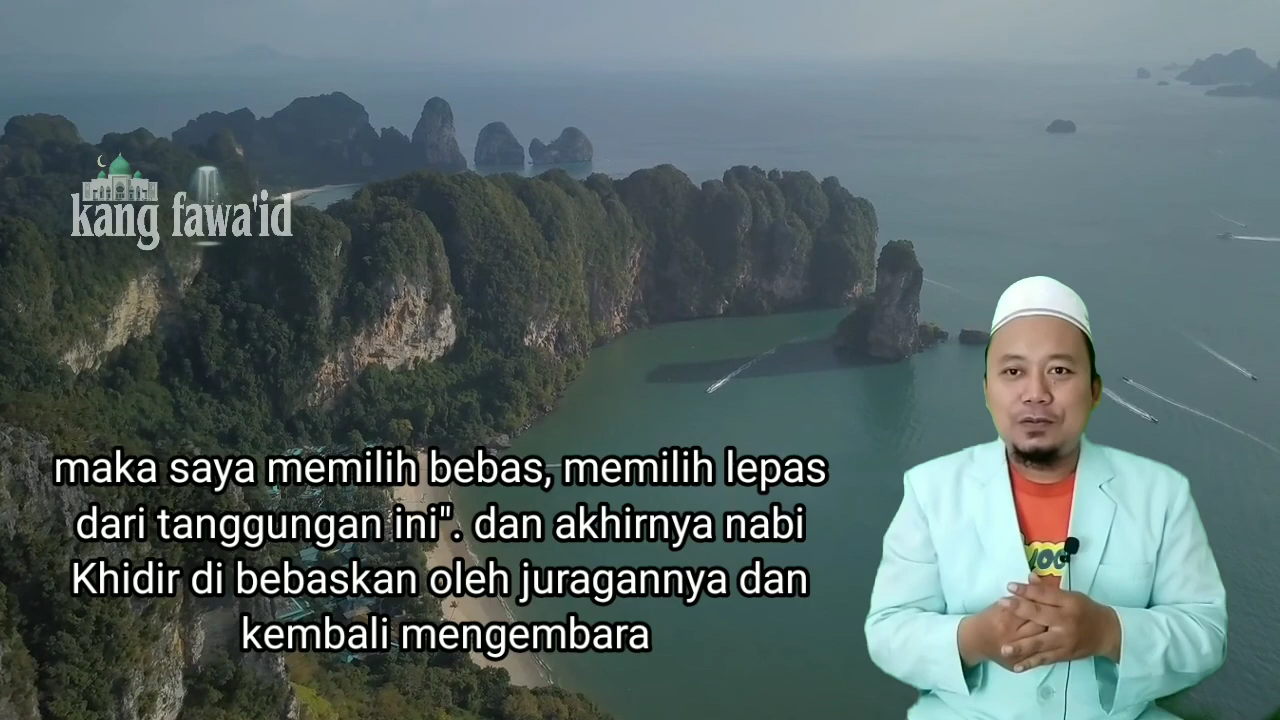 kang fawa'id
maka saya memilih bebas, memilih lepas
dari tanggungan ini". dan akhirnya nabi
Khidir di bebaskan oleh juragannya dan
kembali mengembara